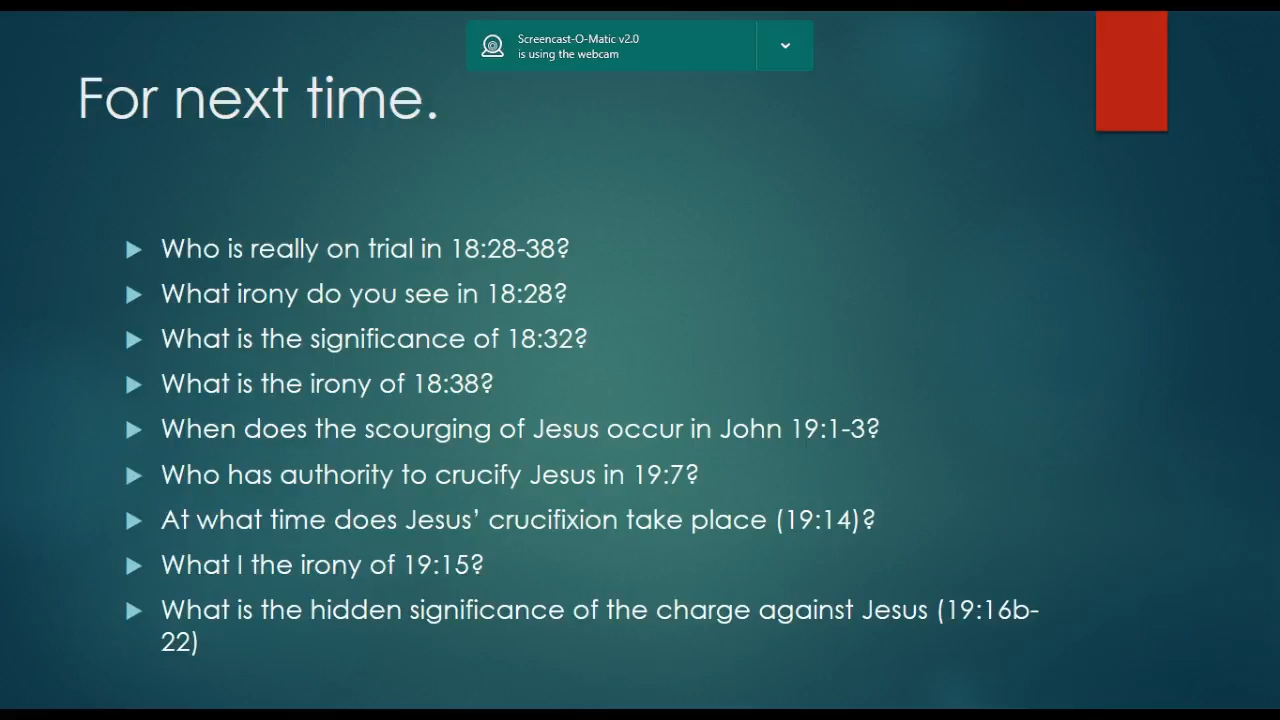 Screencast-O-Matic v2.0
is using the webcam
For next time.
Who is really on trial in 18:28-38?
What irony do you see in 18:28?
What is the significance of 18:32?
What is the irony of 18:38?
When does the scourging of Jesus occur in John 19:1-3?
Who has authority to crucify Jesus in 19:7?
At what time does Jesus’ crucifixion take place (19:14)?
What I the irony of 19:15?
What is the hidden significance of the charge against Jesus (19:16b-
22)